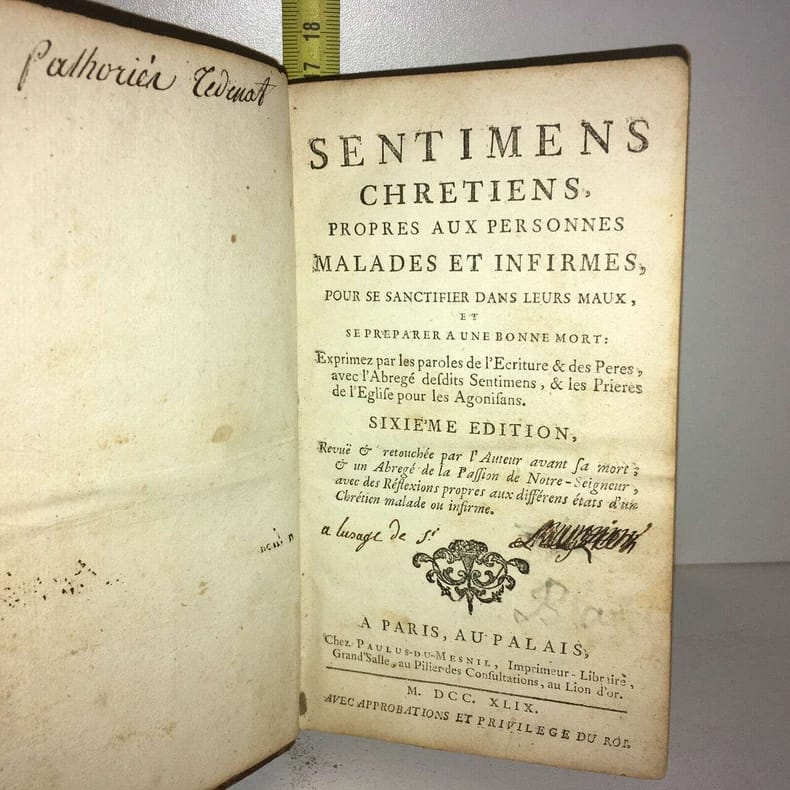 Pathorién Tedenat
17 18
SENTIMENS
CHRETIENS,
PROPRES AUX PERSONNES
MALADES ET INFIRMES,
POUR SE SANCTIFIER DANS LEURS MAUX,
ET
SE PREPARER A UNE BONNE MORT:
Exprimez par les paroles de l'Ecriture & des Peres,
avec l'Abregé desdits Sentimens, & les Prieres
de l'Eglise pour les Agonisans.
SIXIE'ME EDITION,
Revuë & retouchée par l'Auteur avant sa mort;
& un Abregé de la Passion de Notre-Seigneur,
avec des Réflexions propres aux différens états d'un
Chrétien malade ou infirme.
a lusage de Sr
A PARIS, AU PALAIS,
Chez PAULUS-DU-MESNIL, Imprimeur-Libraire,
Grand'Salle, au Pilier des Consultations, au Lion d'or.
M. DCC. XLIX.
AVEC APPROBATIONS ET PRIVILEGE DU ROI.